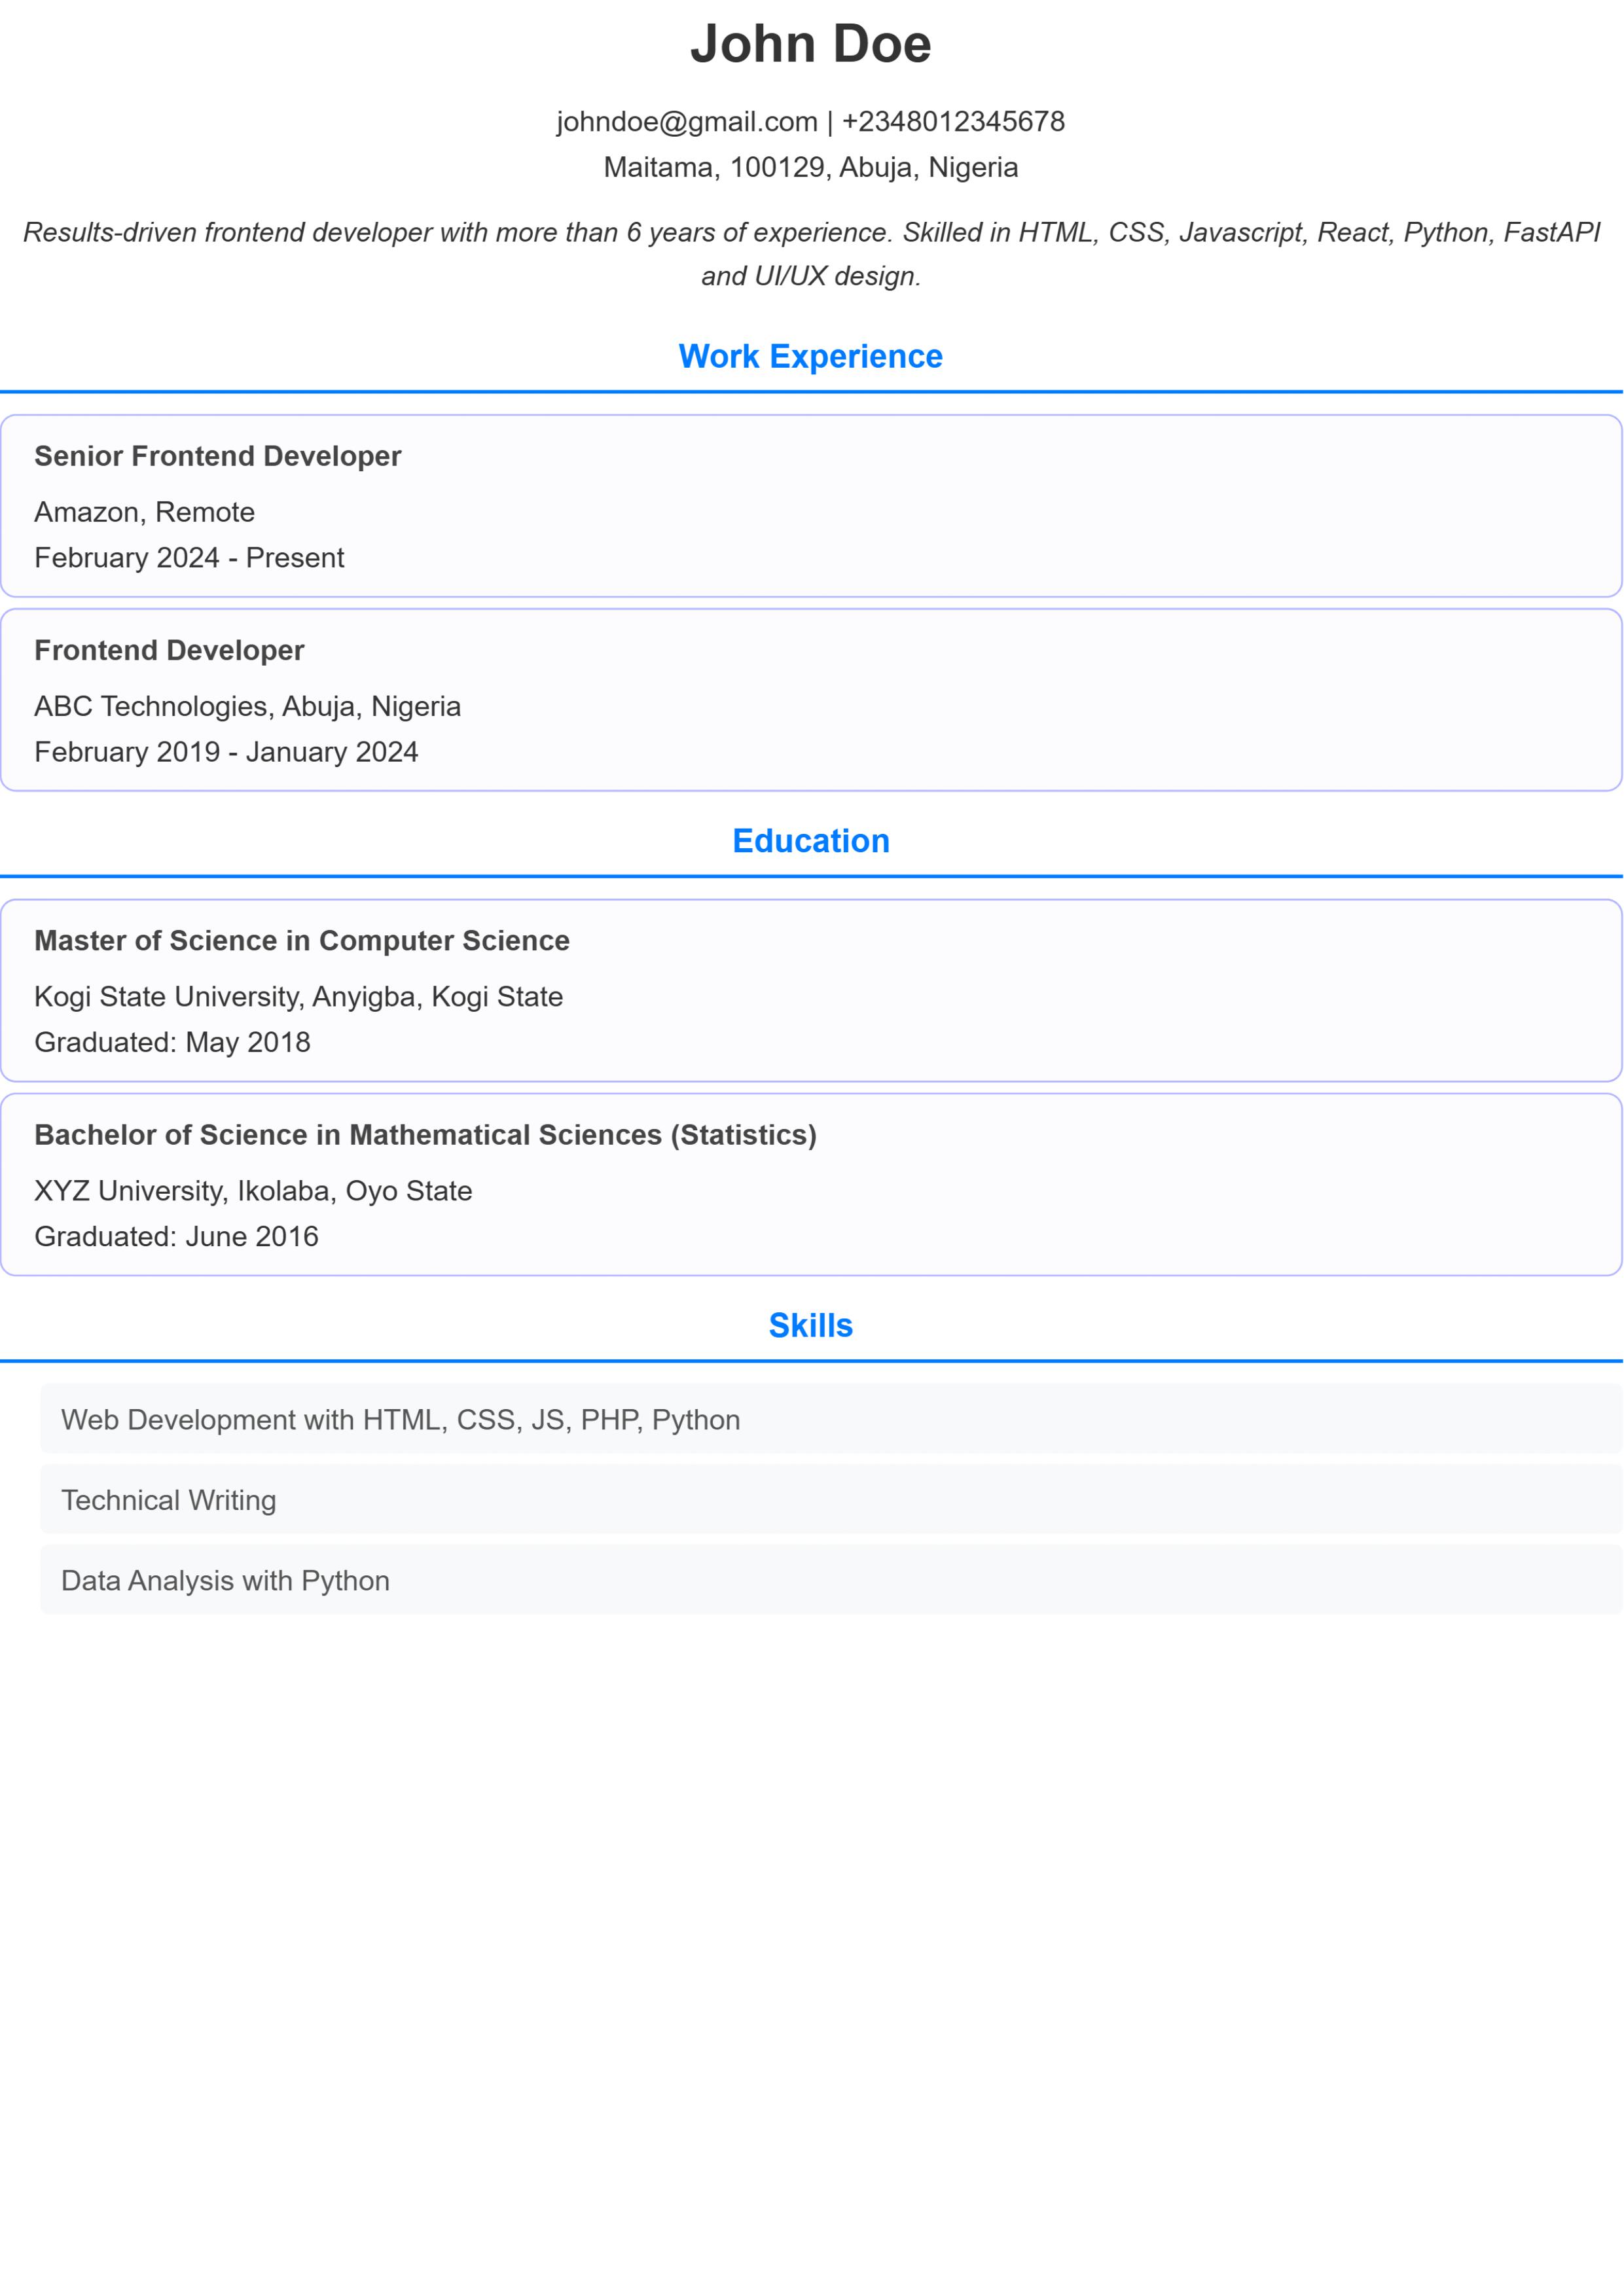 John Doe
johndoe@gmail.com | +2348012345678
Maitama, 100129, Abuja, Nigeria
Results-driven frontend developer with more than 6 years of experience. Skilled in HTML, CSS, Javascript, React, Python, FastAPI
and UI/UX design.
Work Experience
Senior Frontend Developer
Amazon, Remote
February 2024 - Present
Frontend Developer
ABC Technologies, Abuja, Nigeria
February 2019 - January 2024
Education
Master of Science in Computer Science
Kogi State University, Anyigba, Kogi State
Graduated: May 2018
Bachelor of Science in Mathematical Sciences (Statistics)
XYZ University, Ikolaba, Oyo State
Graduated: June 2016
Skills
Web Development with HTML, CSS, JS, PHP, Python
Technical Writing
Data Analysis with Python